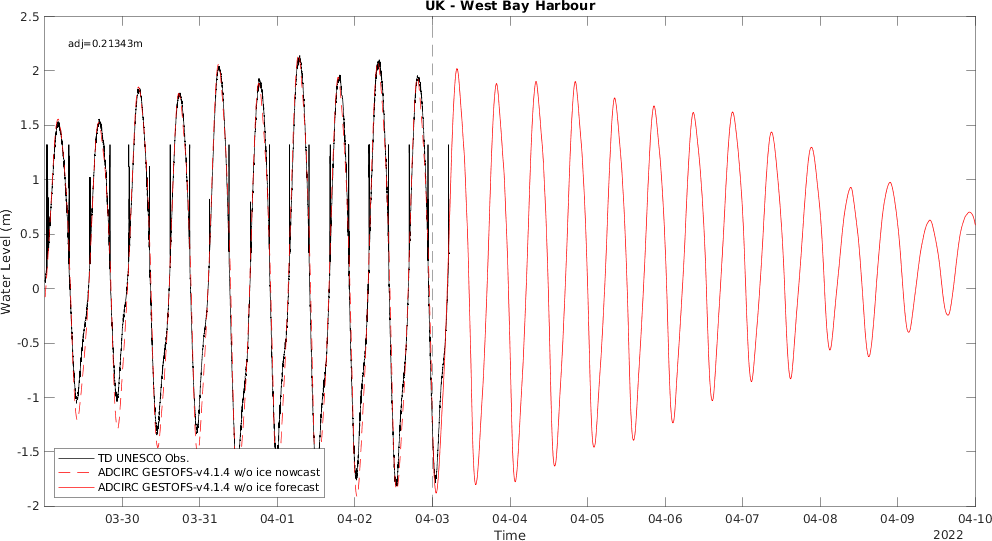 UK - West Bay Harbour
adj=0.21343m
Water Level (m)
2.5
2
1.5
1
0.5
0
-0.5
-1
-1.5
-2
TD UNESCO Obs.
ADCIRC GESTOFS-v4.1.4 w/o ice nowcast
ADCIRC GESTOFS-v4.1.4 w/o ice forecast
03-30 03-31 04-01 04-02 04-03 04-04 04-05 04-06 04-07 04-08 04-09 04-10
Time
2022